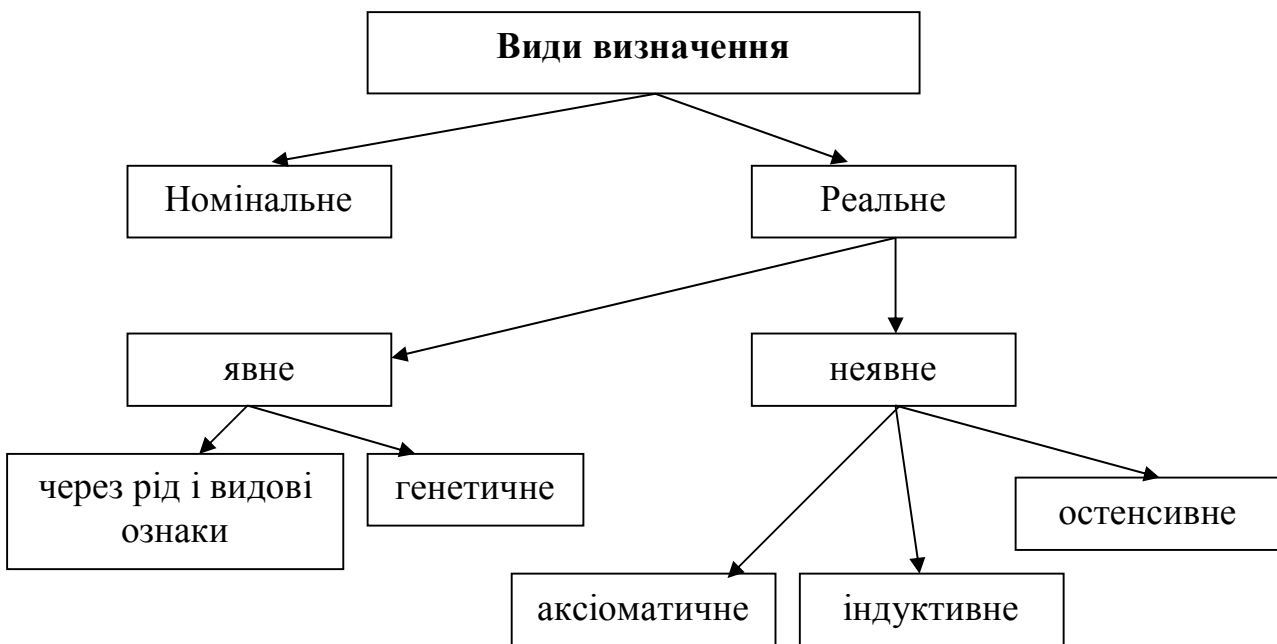 Види визначення
Номінальне
Реальне
явне
неявне
через рід і видові
ознаки
генетичне
остенсивне
аксіоматичне
індуктивне